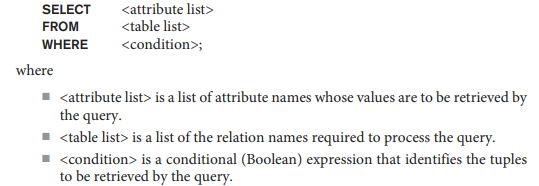 SELECT <attribute list>
FROM <table list>
WHERE <condition>;
where
■ <attribute list> is a list of attribute names whose values are to be retrieved by
the query.
■ <table list> is a list of the relation names required to process the query.
■ <condition> is a conditional (Boolean) expression that identifies the tuples
to be retrieved by the query.